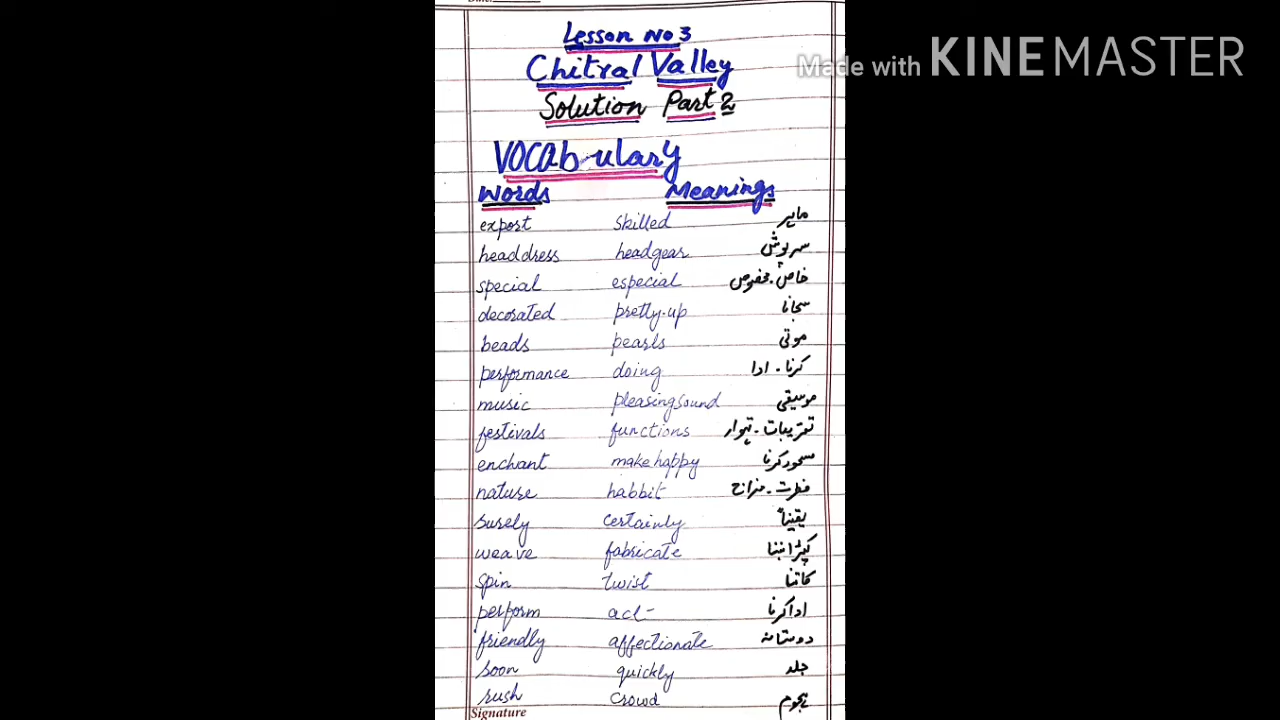 Made with KINEMASTER
Lesson No 3
Chitral Valley
Solution Part 2
Vocabulary
Words Meanings
expert skilled ماہر
headdress headgear سرپوش
special especial خاص۔مخصوص
decorated pretty-up سجانا
beads pearls موتی
performance doing کرنا۔ ادا
music pleasingsound موسیقی
festivals functions تقریبات۔تہوار
enchant make happy مسحور کرنا
nature habbit فطرت۔مزاج
surely certainly یقیناً
weave fabricate کپڑا بننا
spin twist کاتنا
perform act ادا کرنا
friendly affectionate دوستانہ
soon quickly جلد
rush crowd ہجوم
Signature